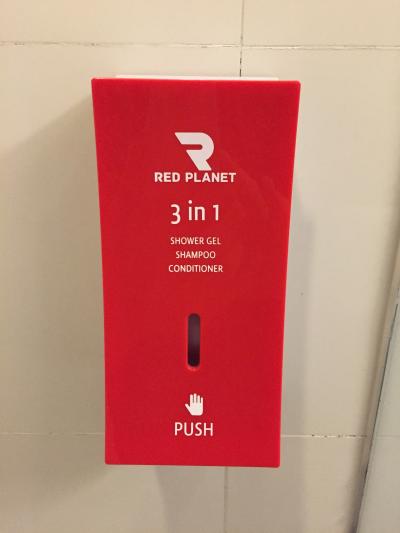 RED PLANET
3 in 1
SHOWER GEL
SHAMPOO
CONDITIONER
PUSH